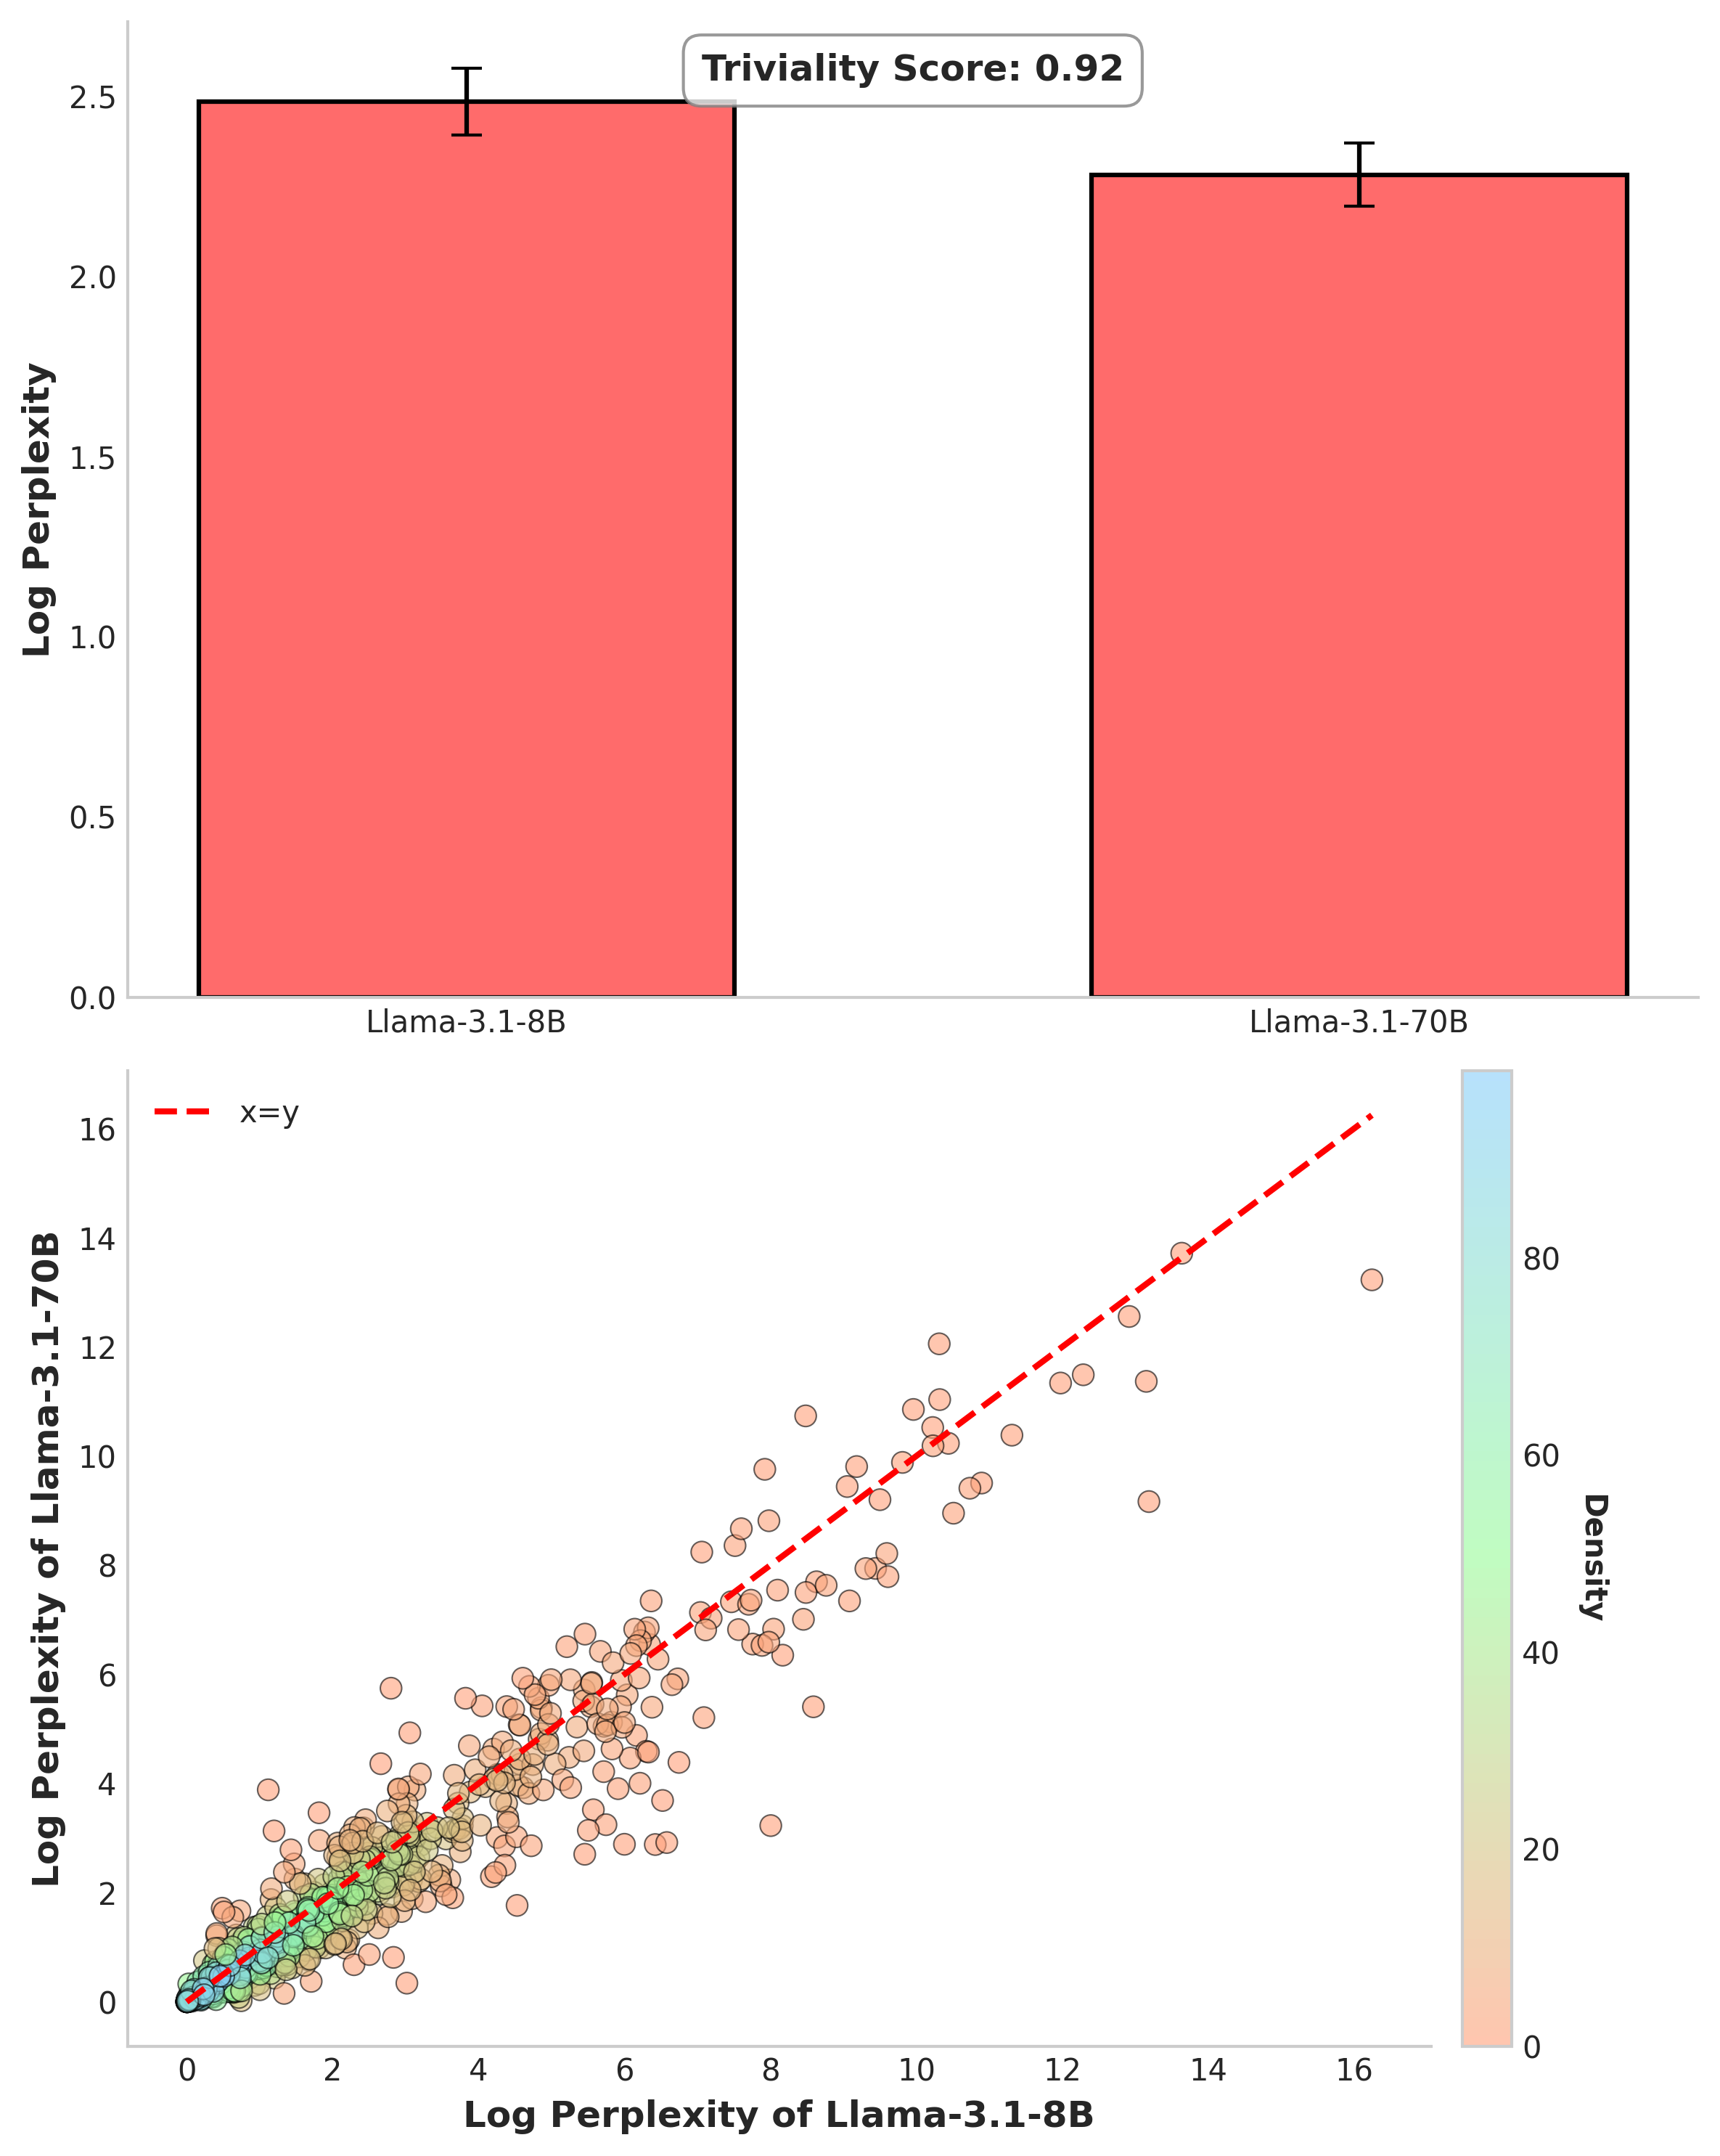 Triviality Score: 0.92
Log Perplexity
2.5
2.0
1.5
1.0
0.5
0.0
Llama-3.1-8B
Llama-3.1-70B
x=y
Log Perplexity of Llama-3.1-70B
16
14
12
10
8
6
4
2
0
0 2 4 6 8 10 12 14 16
Log Perplexity of Llama-3.1-8B
80
60
40
20
0
Density